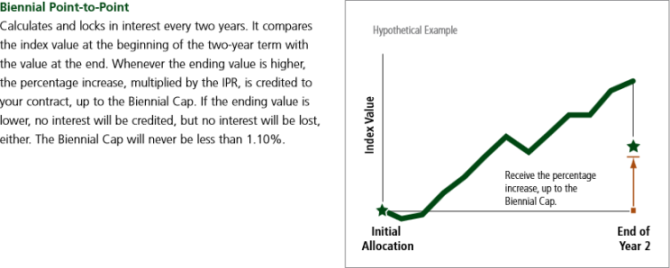 Biennial Point-to-Point
Calculates and locks in interest every two years. It compares
the index value at the beginning of the two-year term with
the value at the end. Whenever the ending value is higher,
the percentage increase, multiplied by the IPR, is credited to
your contract, up to the Biennial Cap. If the ending value is
lower, no interest will be credited, but no interest will be lost,
either. The Biennial Cap will never be less than 1.10%.
Hypothetical Example
Index Value
Receive the percentage
increase, up to the
Biennial Cap.
Initial
Allocation
End of
Year 2